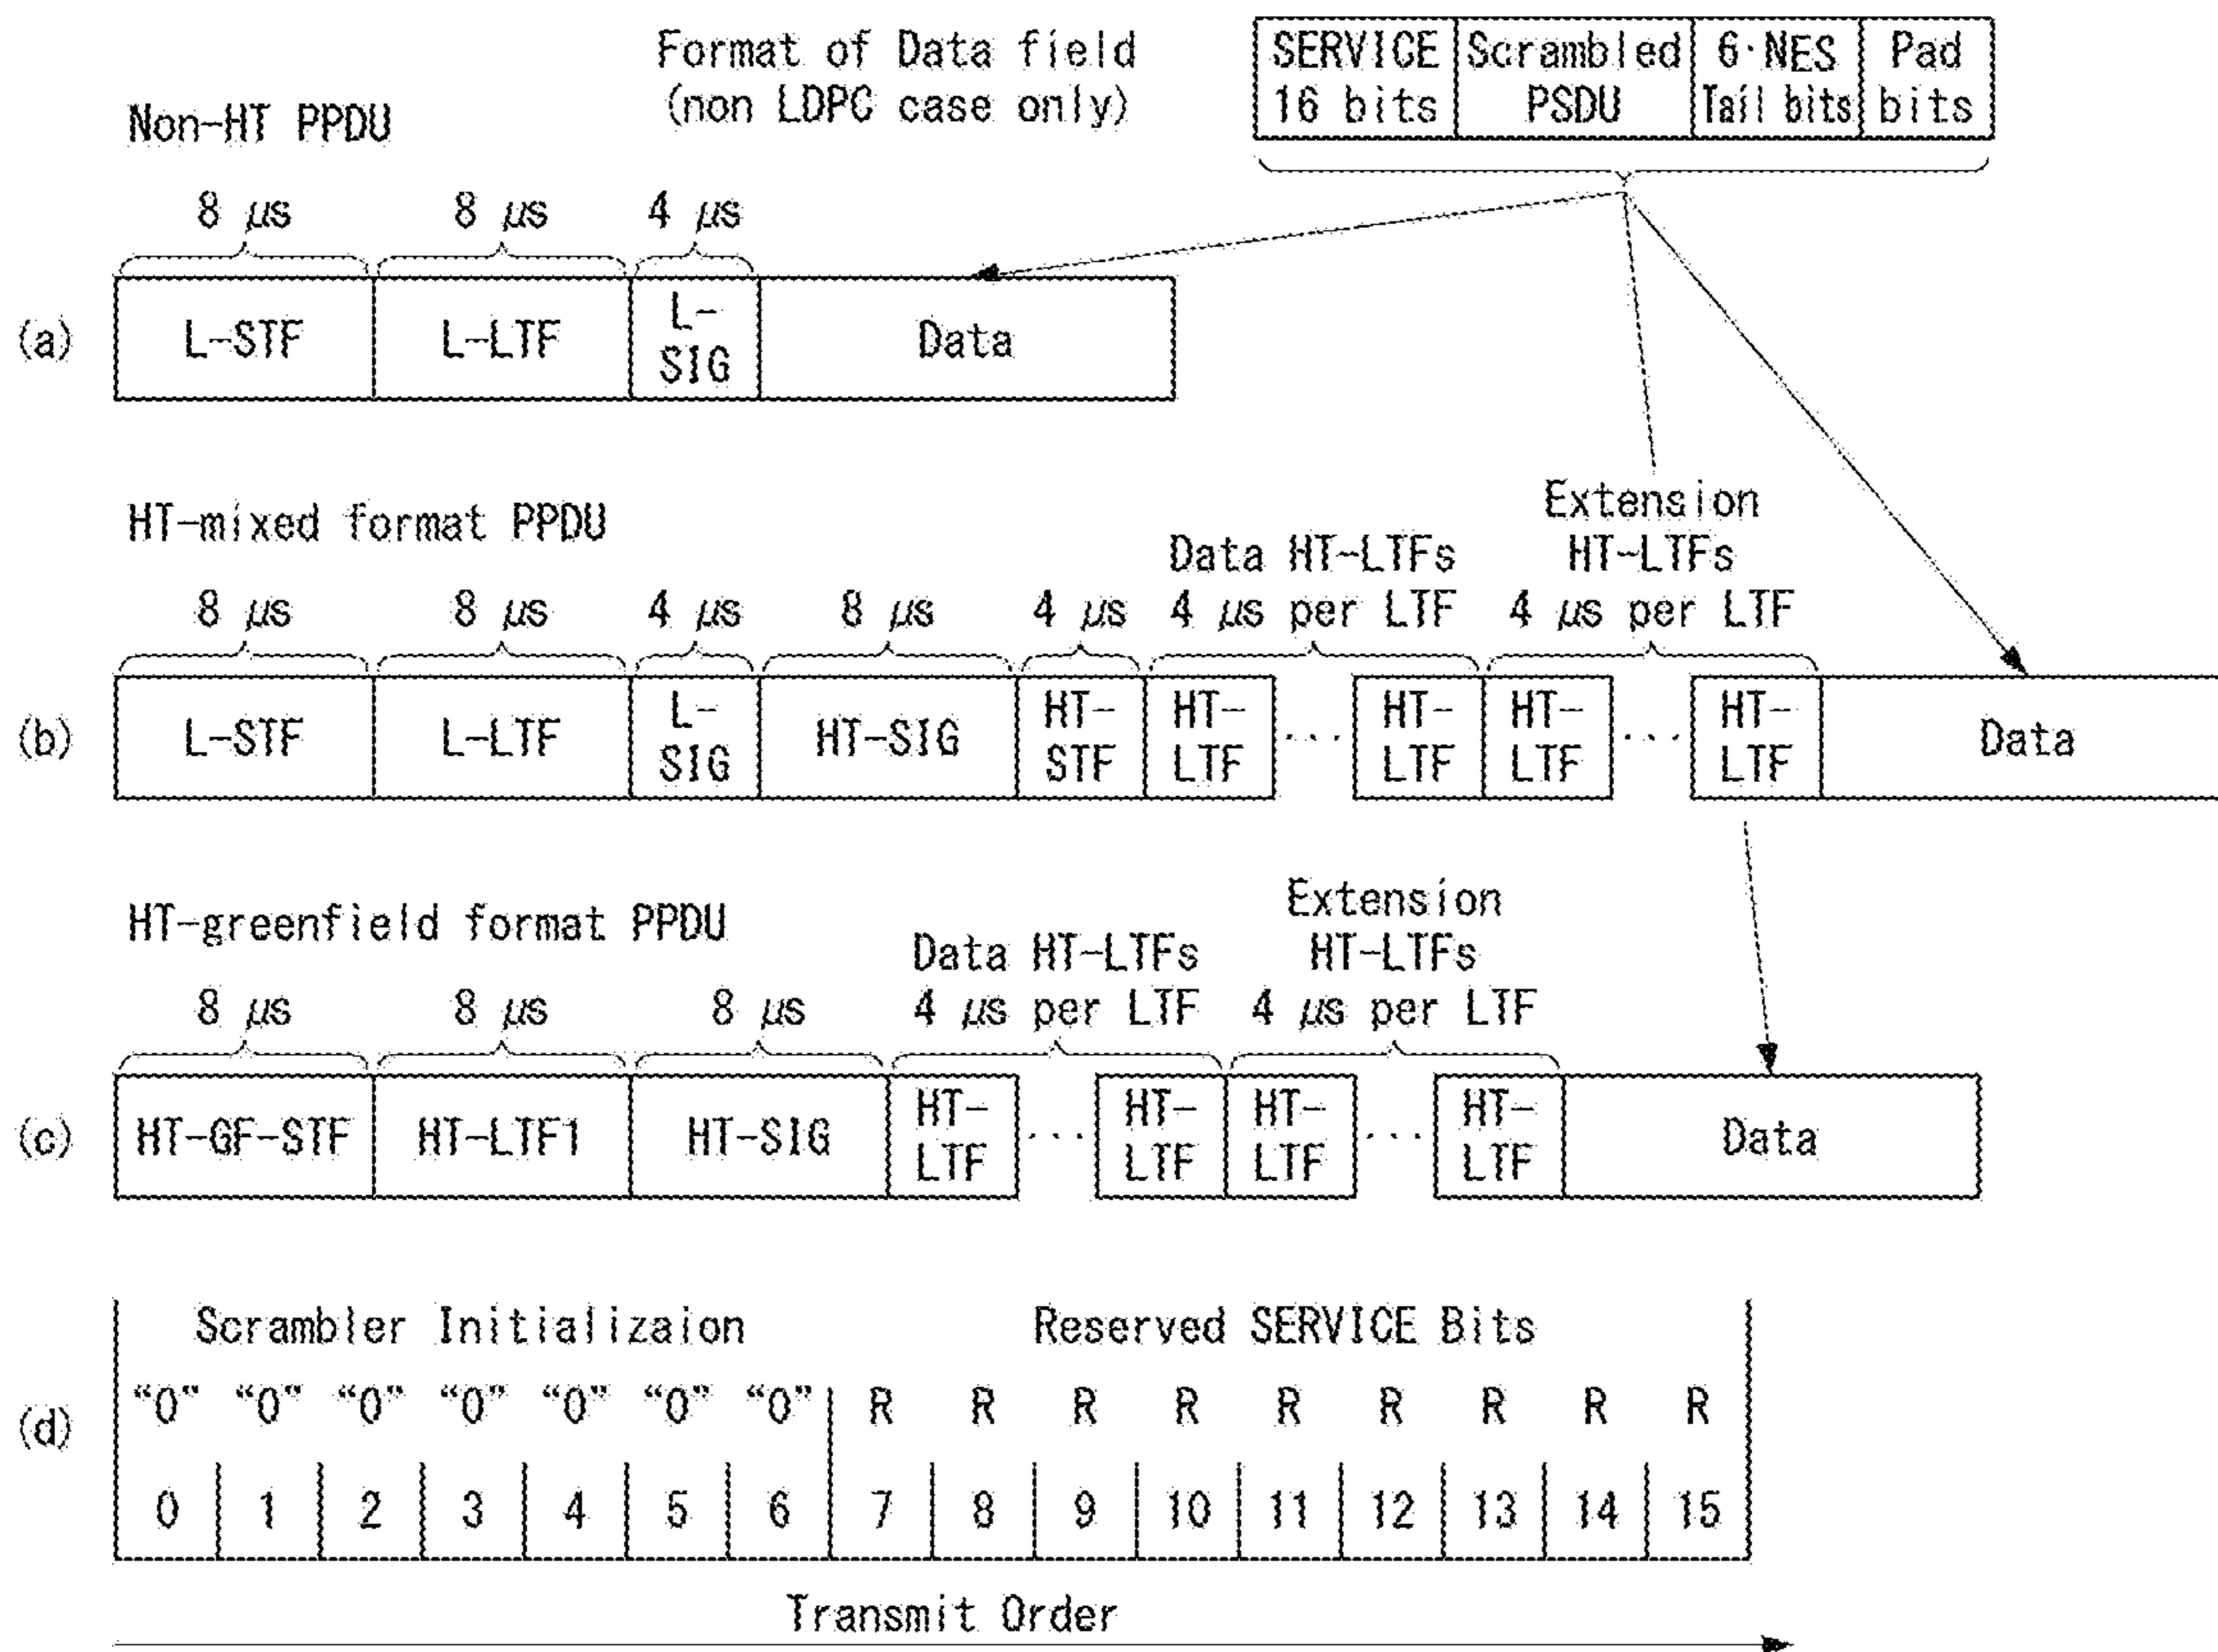 Format of Data field
(non LDPC case only)
SERVICE
16 bits
Scrambled
PSDU
6·NES
Tail bits
Pad
bits
Non-HT PPDU
8 μs
8 μs
4 μs
(a)
L-STF
L-LTF
L-
SIG
Data
HT-mixed format PPDU
8 μs
8 μs
4 μs
8 μs
4 μs
Data HT-LTFs
4 μs per LTF
Extension
HT-LTFs
4 μs per LTF
(b)
L-STF
L-LTF
L-
SIG
HT-SIG
HT-
STF
HT-
LTF
...
HT-
LTF
HT-
LTF
...
HT-
LTF
Data
HT-greenfield format PPDU
8 μs
8 μs
8 μs
Data HT-LTFs
4 μs per LTF
Extension
HT-LTFs
4 μs per LTF
(c)
HT-GF-STF
HT-LTF1
HT-SIG
HT-
LTF
...
HT-
LTF
HT-
LTF
...
HT-
LTF
Data
Scrambler Initializaion
Reserved SERVICE Bits
(d)
“0” “0” “0” “0” “0” “0” “0” R R R R R R R R R
0 1 2 3 4 5 6 7 8 9 10 11 12 13 14 15
Transmit Order